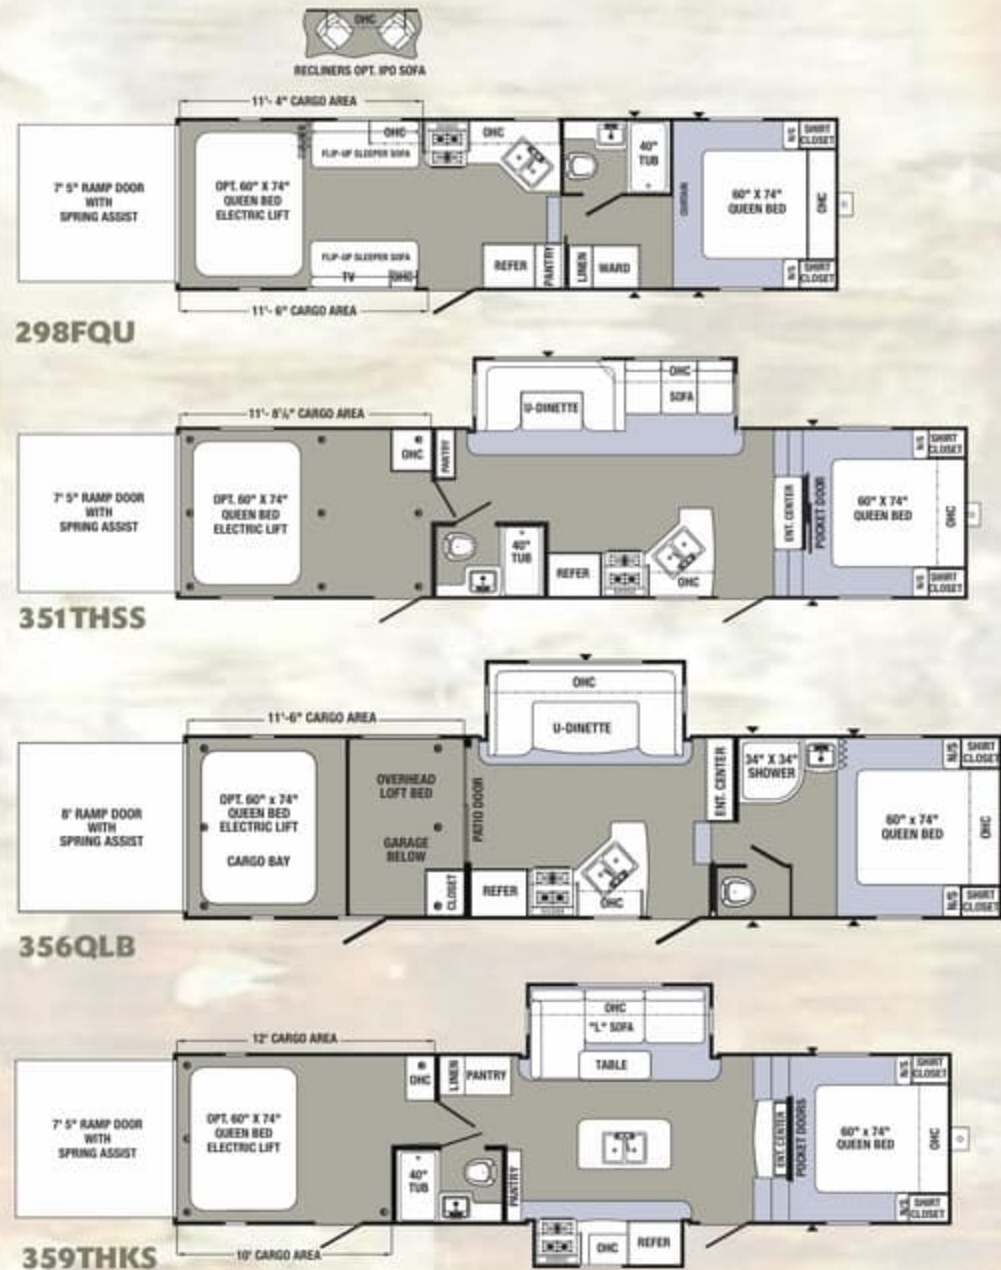 OHC
RECLINERS OPT. IPO SOFA
11'- 4" CARGO AREA
7' 5" RAMP DOOR
WITH
SPRING ASSIST
OPT. 60" X 74"
QUEEN BED
ELECTRIC LIFT
OHC
FLIP-UP SLEEPER SOFA
OHC
40"
TUB
CURTAIN
60" X 74"
QUEEN BED
N/S
SHIRT
CLOSET
OHC
N/S
SHIRT
CLOSET
FLIP-UP SLEEPER SOFA
TV
OHC
REFER
PANTRY
LINEN
WARD
11'- 6" CARGO AREA
298FQU
11'- 8½" CARGO AREA
7' 5" RAMP DOOR
WITH
SPRING ASSIST
OPT. 60" X 74"
QUEEN BED
ELECTRIC LIFT
OHC
PANTRY
U-DINETTE
OHC
SOFA
40"
TUB
REFER
OHC
ENT. CENTER
POCKET DOOR
60" X 74"
QUEEN BED
N/S
SHIRT
CLOSET
OHC
N/S
SHIRT
CLOSET
351THSS
11'-6" CARGO AREA
8' RAMP DOOR
WITH
SPRING ASSIST
OPT. 60" x 74"
QUEEN BED
ELECTRIC LIFT
CARGO BAY
OVERHEAD
LOFT BED
GARAGE
BELOW
CLOSET
PATIO DOOR
OHC
U-DINETTE
REFER
OHC
ENT. CENTER
34" X 34"
SHOWER
60" x 74"
QUEEN BED
N/S
SHIRT
CLOSET
OHC
N/S
SHIRT
CLOSET
356QLB
12' CARGO AREA
7' 5" RAMP DOOR
WITH
SPRING ASSIST
OPT. 60" X 74"
QUEEN BED
ELECTRIC LIFT
OHC
LINEN
PANTRY
OHC
"L" SOFA
TABLE
40"
TUB
PANTRY
OHC
REFER
ENT. CENTER
POCKET DOORS
60" x 74"
QUEEN BED
N/S
SHIRT
CLOSET
OHC
N/S
SHIRT
CLOSET
10' CARGO AREA
359THKS